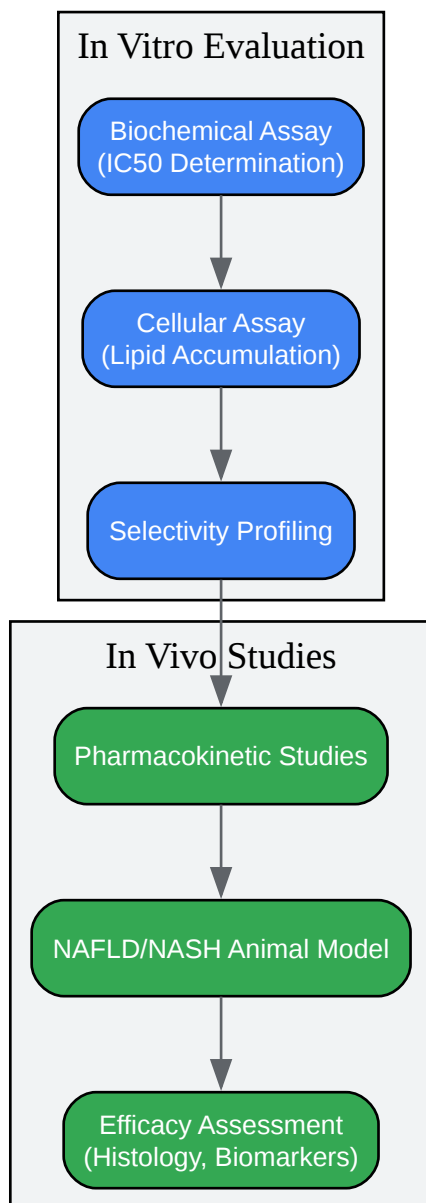 In Vitro Evaluation
Biochemical Assay
(IC50 Determination)
Cellular Assay
(Lipid Accumulation)
Selectivity Profiling
In Vivo Studies
Pharmacokinetic Studies
NAFLD/NASH Animal Model
Efficacy Assessment
(Histology, Biomarkers)